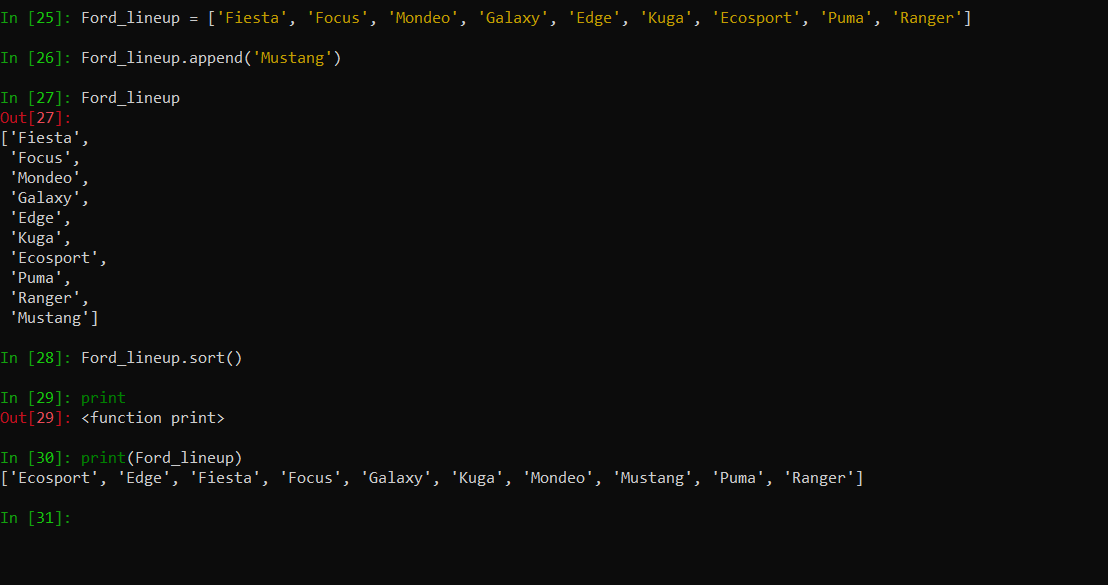 In [25]: Ford_lineup = ['Fiesta', 'Focus', 'Mondeo', 'Galaxy', 'Edge', 'Kuga', 'Ecosport', 'Puma', 'Ranger']
In [26]: Ford_lineup.append('Mustang')
In [27]: Ford_lineup
Out[27]:
['Fiesta',
 'Focus',
 'Mondeo',
 'Galaxy',
 'Edge',
 'Kuga',
 'Ecosport',
 'Puma',
 'Ranger',
 'Mustang']
In [28]: Ford_lineup.sort()
In [29]: print
Out[29]: <function print>
In [30]: print(Ford_lineup)
['Ecosport', 'Edge', 'Fiesta', 'Focus', 'Galaxy', 'Kuga', 'Mondeo', 'Mustang', 'Puma', 'Ranger']
In [31]: